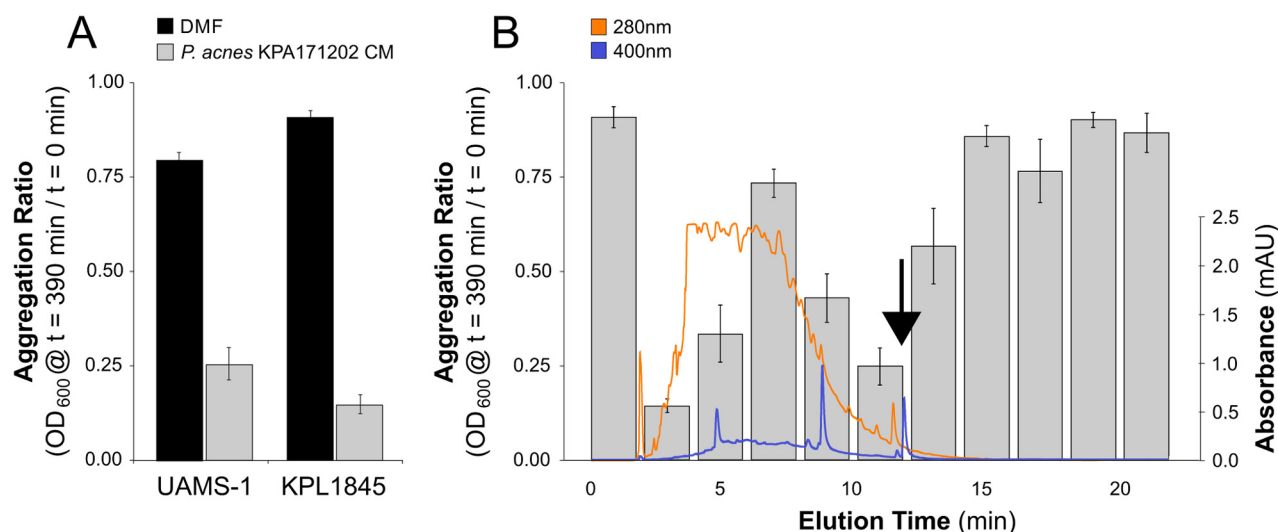 A
DMF
P. acnes KPA171202 CM
Aggregation Ratio
(OD600 @ t = 390 min / t = 0 min)
1.00
0.75
0.50
0.25
0.00
UAMS-1 KPL1845
B
280nm
400nm
Aggregation Ratio
(OD600 @ t = 390 min / t = 0 min)
1.00
0.75
0.50
0.25
0.00
2.5
2.0
1.5
1.0
0.5
0.0
Absorbance (mAU)
0 5 10 15 20
Elution Time (min)